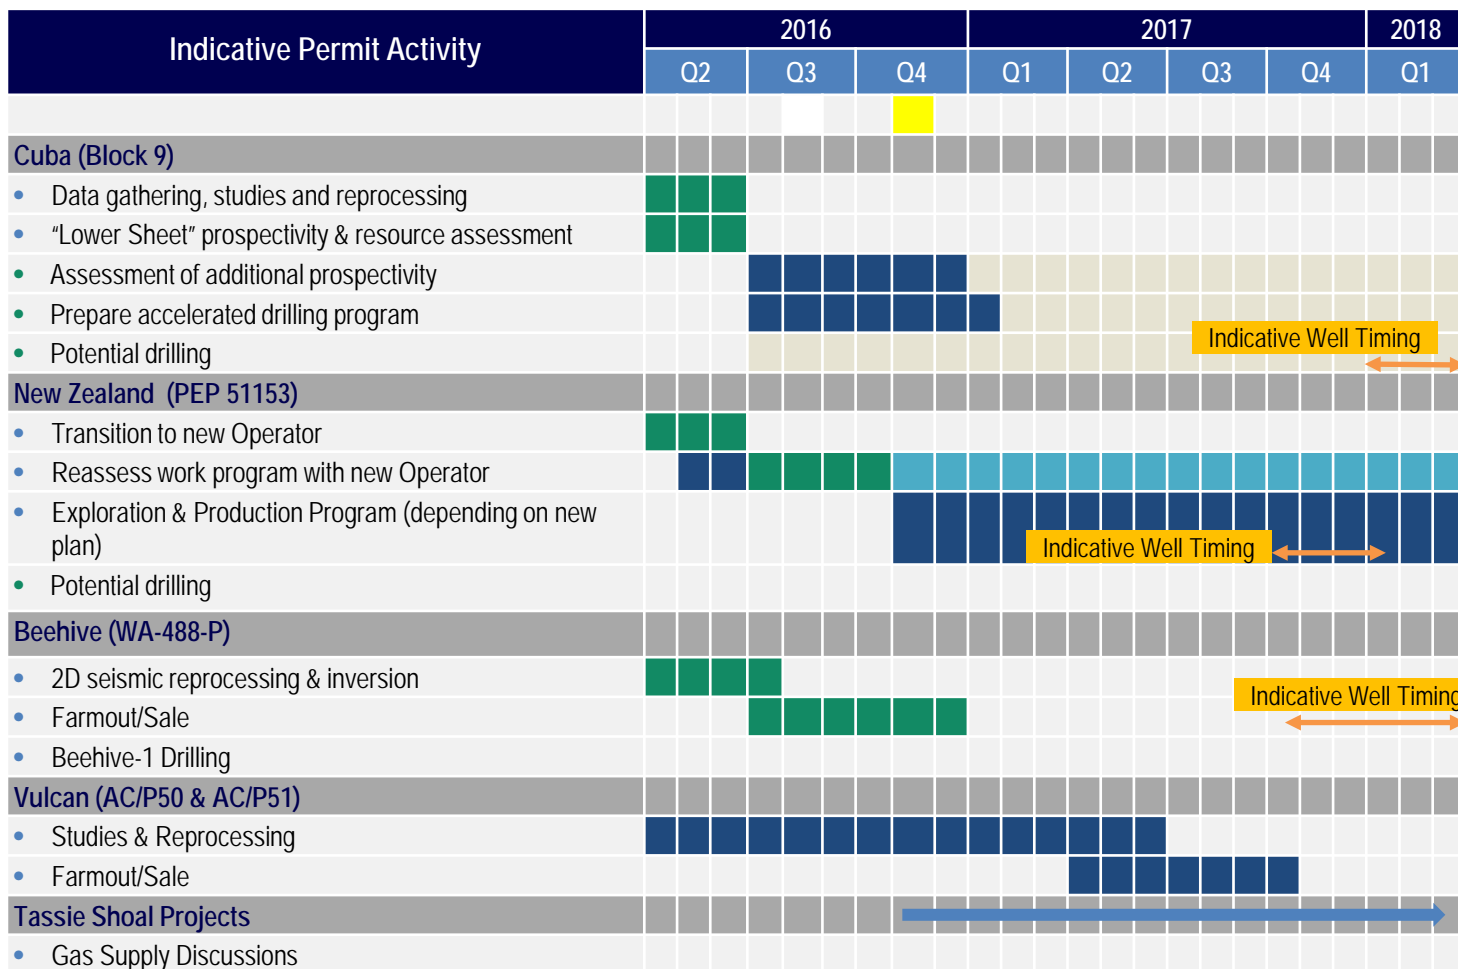 Indicative Permit Activity
2016
2017
2018
Q2
Q3
Q4
Q1
Q2
Q3
Q4
Q1
Cuba (Block 9)
• Data gathering, studies and reprocessing
• “Lower Sheet” prospectivity & resource assessment
• Assessment of additional prospectivity
• Prepare accelerated drilling program
Indicative Well Timing
• Potential drilling
New Zealand (PEP 51153)
• Transition to new Operator
• Reassess work program with new Operator
• Exploration & Production Program (depending on new
plan)
Indicative Well Timing
• Potential drilling
Beehive (WA-488-P)
• 2D seismic reprocessing & inversion
Indicative Well Timing
• Farmout/Sale
• Beehive-1 Drilling
Vulcan (AC/P50 & AC/P51)
• Studies & Reprocessing
• Farmout/Sale
Tassie Shoal Projects
• Gas Supply Discussions